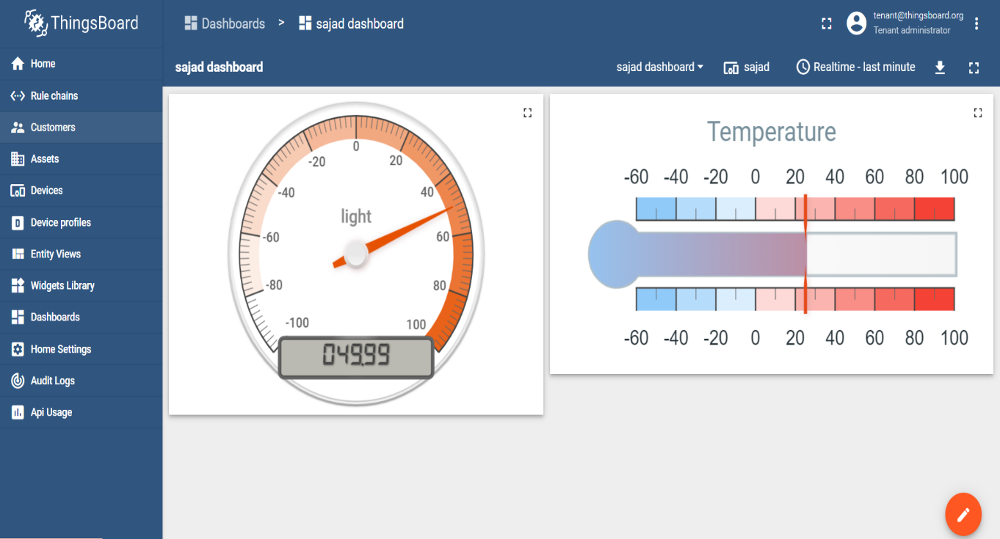 ThingsBoard
Dashboards > sajad dashboard
tenant@thingsboard.org
Tenant administrator
Home
Rule chains
Customers
Assets
Devices
Device profiles
Entity Views
Widgets Library
Dashboards
Home Settings
Audit Logs
Api Usage
sajad dashboard
sajad dashboard
sajad
Realtime - last minute
0
-20 20
-40 40
light
-60 60
-80 80
-100 100
049.99
Temperature
-60 -40 -20 0 20 40 60 80 100
-60 -40 -20 0 20 40 60 80 100